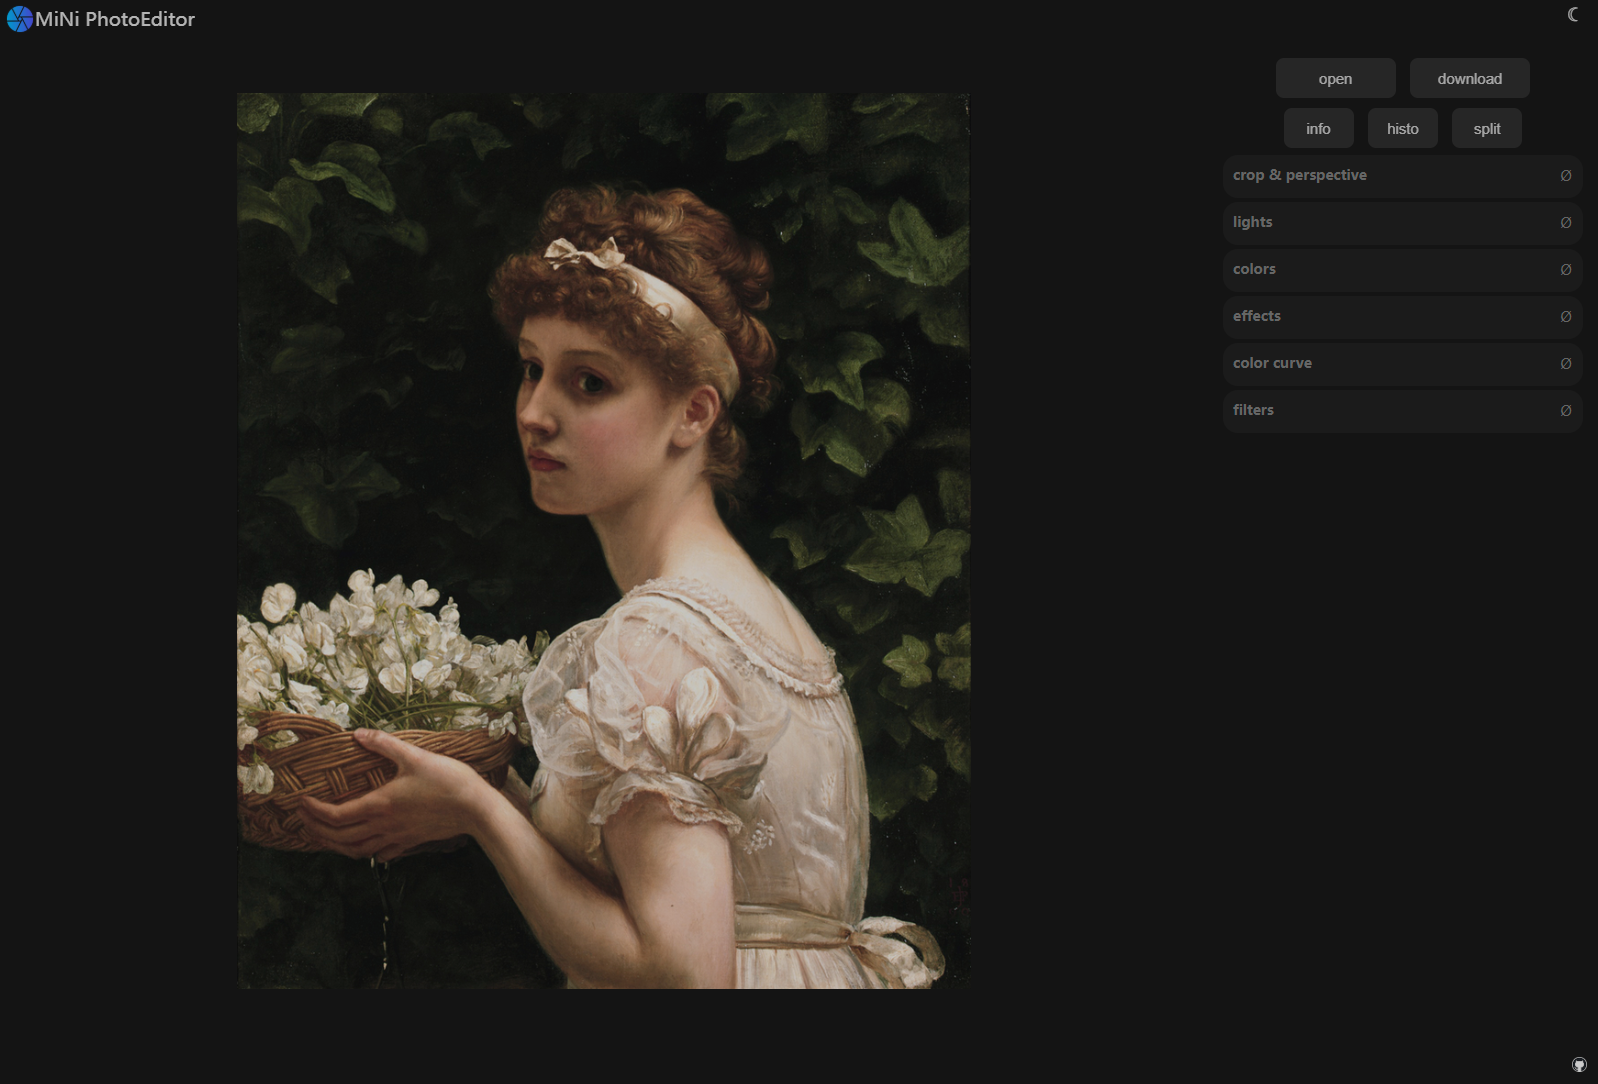 MiNi PhotoEditor
open download
info histo split
crop & perspective
lights
colors
effects
color curve
filters